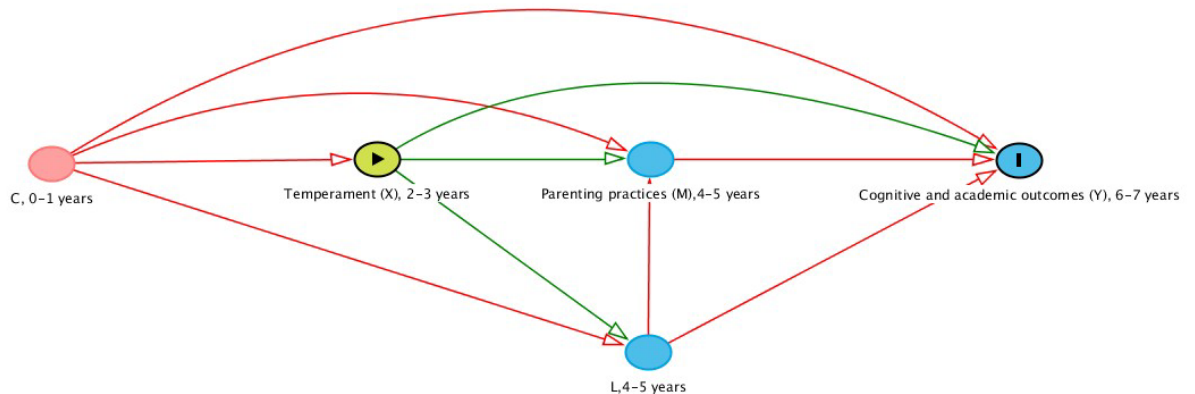 C, 0-1 years
Temperament (X), 2-3 years
Parenting practices (M),4-5 years
Cognitive and academic outcomes (Y), 6-7 years
L,4-5 years